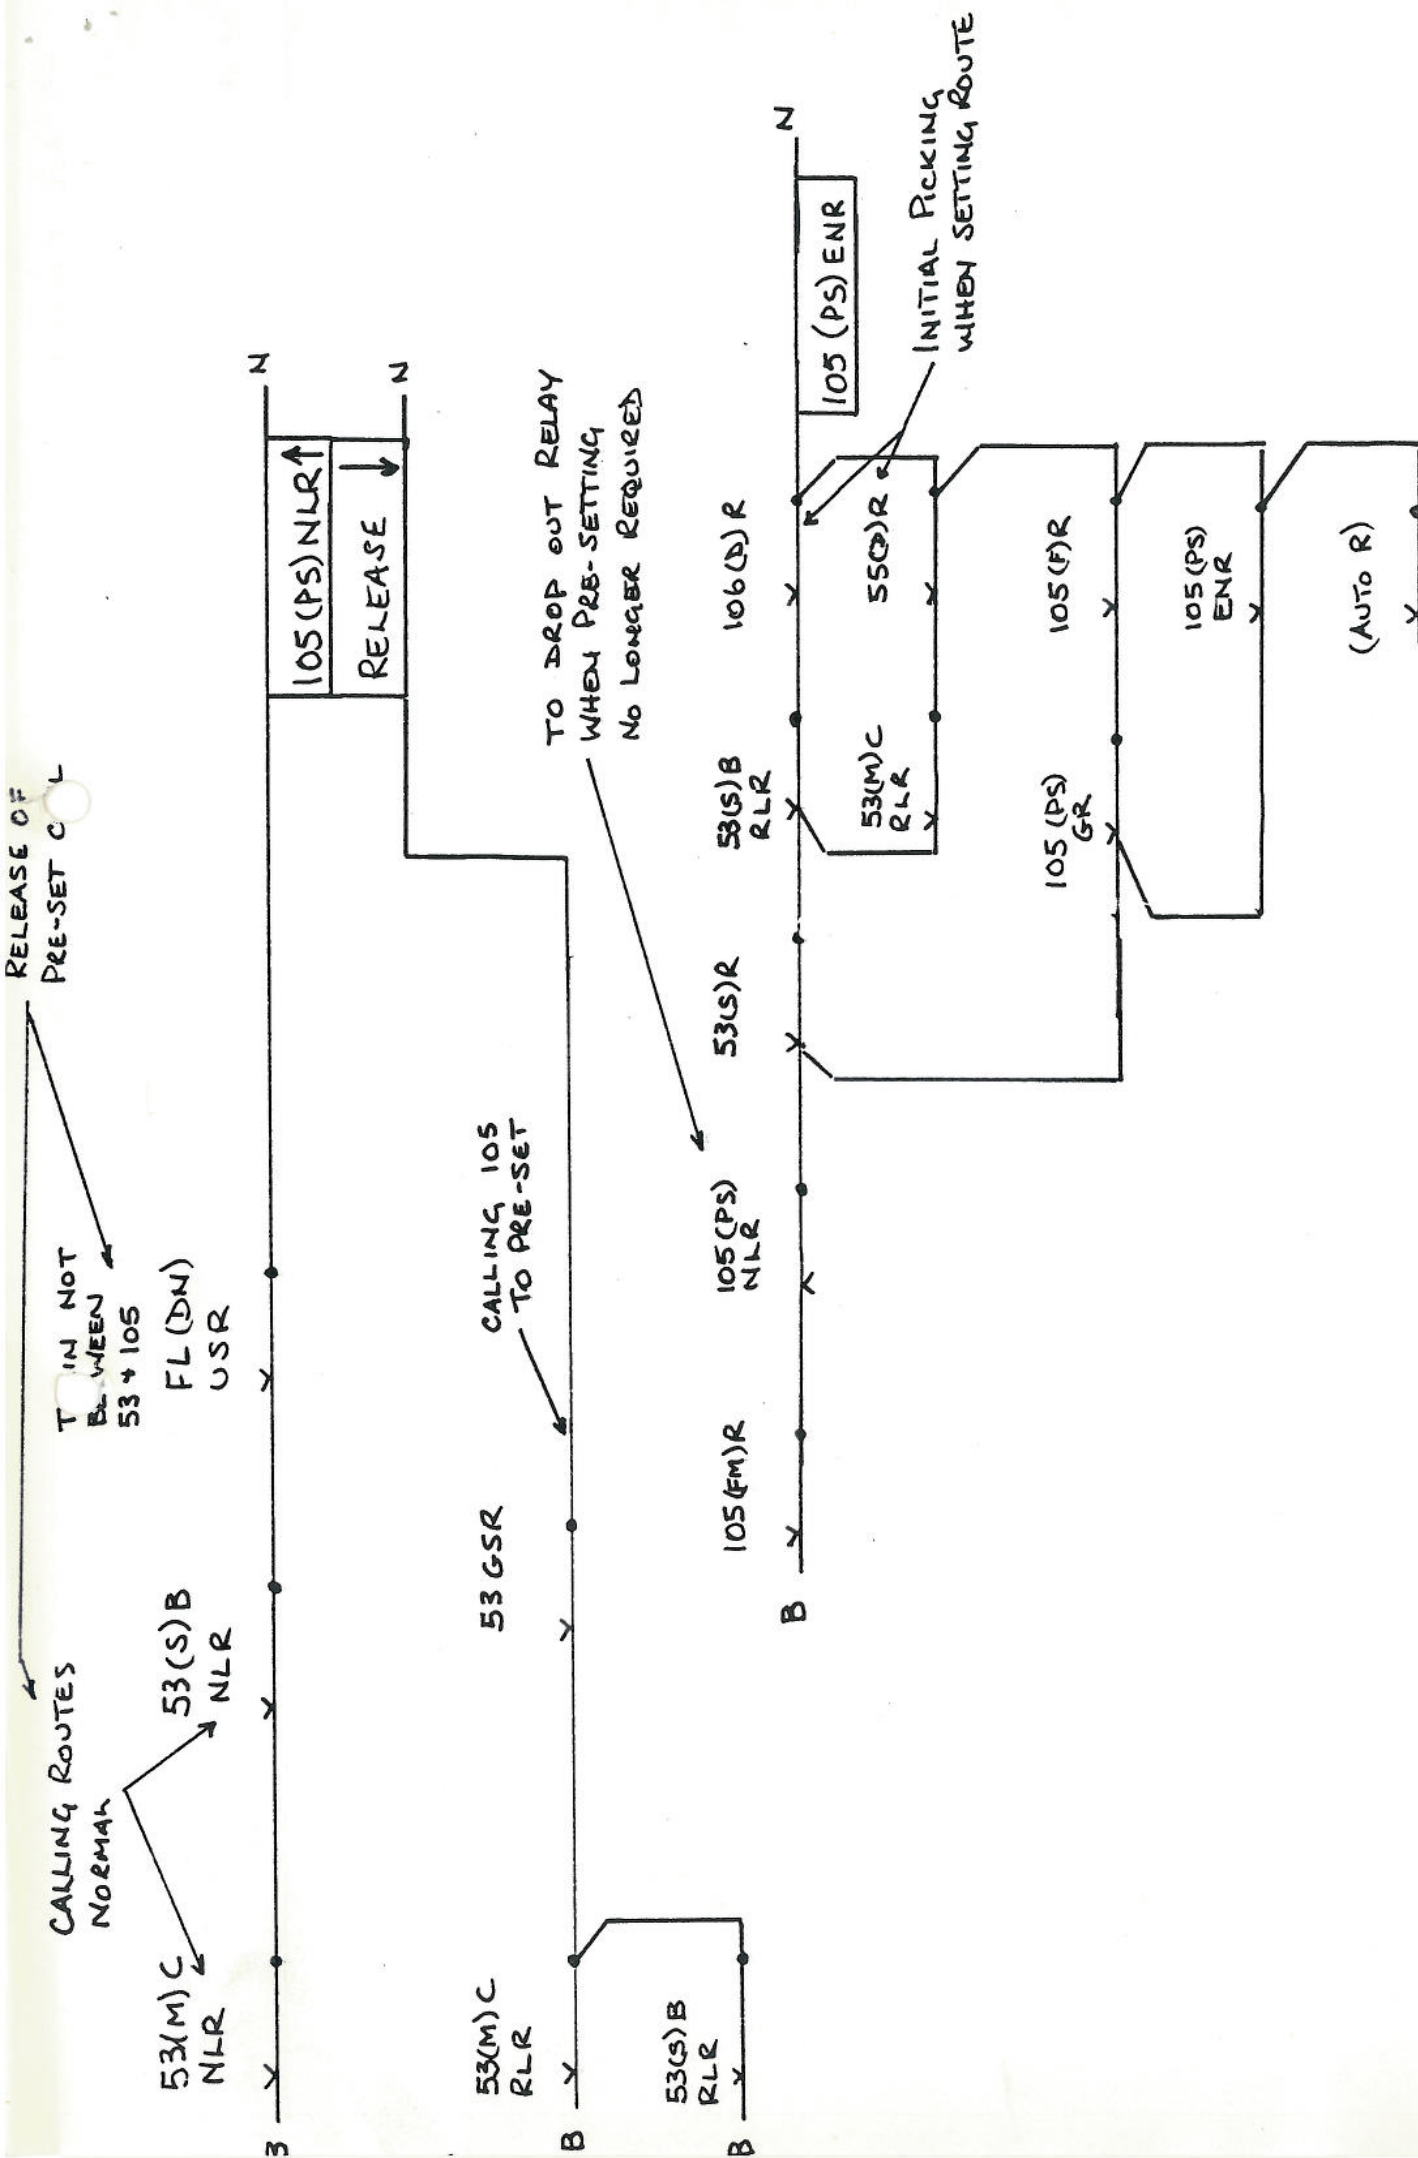 RELEASE OF
PRE-SET C L
CALLING ROUTES
NORMAL
T IN NOT
BE WEEN
53 + 105
53(M)C
NLR
53(S)B
NLR
FL(DN)
USR
N
105(PS)NLR
RELEASE
N
CALLING 105
TO PRE-SET
53(M)C
RLR
53 GSR
B
53(S)B
RLR
B
TO DROP OUT RELAY
WHEN PRE-SETTING
NO LONGER REQUIRED
B
105(FM)R
105(PS)
NLR
53(S)R
53(S)B
RLR
106(D)R
105(PS)ENR
N
53(M)C
RLR
55(D)R
INITIAL PICKING
WHEN SETTING ROUTE
105(PS)
GR
105(F)R
105(PS)
ENR
(AUTO R)